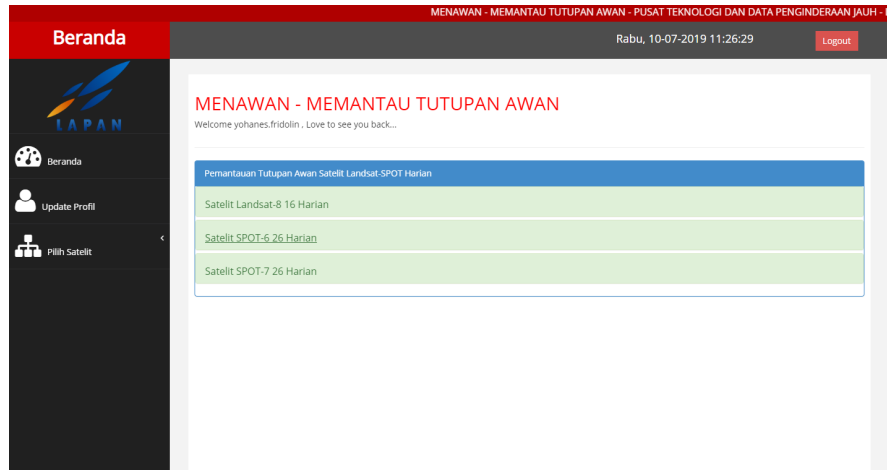 MENAWAN - MEMANTAU TUTUPAN AWAN - PUSAT TEKNOLOGI DAN DATA PENGINDERAAN JAUH -
Beranda
Rabu, 10-07-2019 11:26:29
Logout
LAPAN
MENAWAN - MEMANTAU TUTUPAN AWAN
Welcome yohanes.fridolin . Love to see you back...
Beranda
Update Profil
Pilih Satelit
Pemantauan Tutupan Awan Satelit Landsat-SPOT Harian
Satelit Landsat-8 16 Harian
Satelit SPOT-6 26 Harian
Satelit SPOT-7 26 Harian